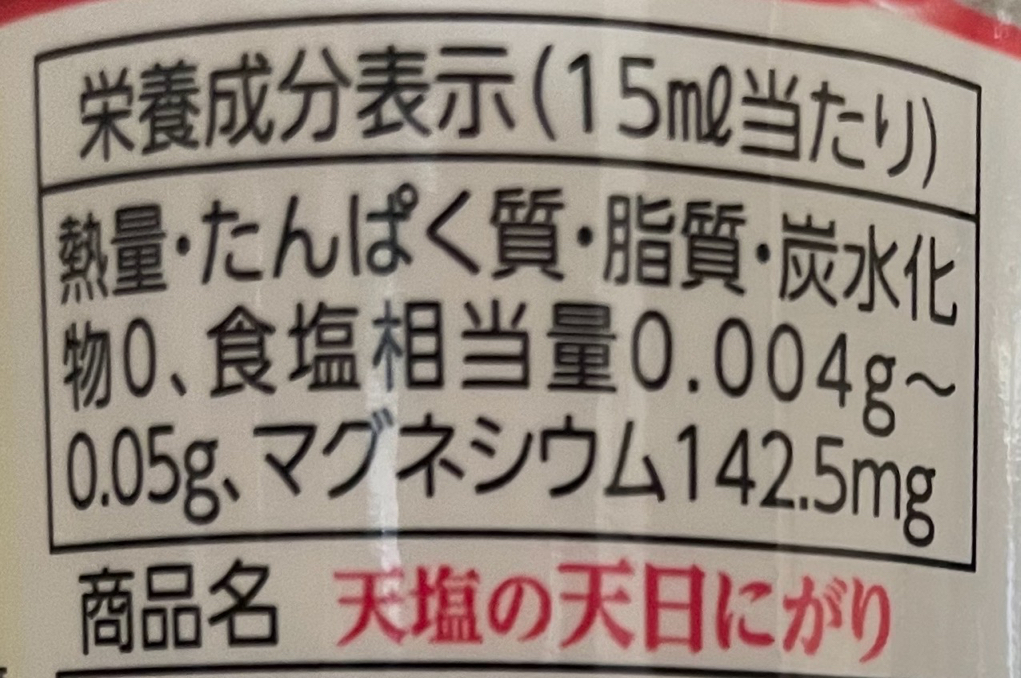 栄養成分表示(15ml当たり)
熱量・たんぱく質・脂質・炭水化
物0、食塩相当量0.004g～
0.05g、マグネシウム142.5mg
商品名 天塩の天日にがり